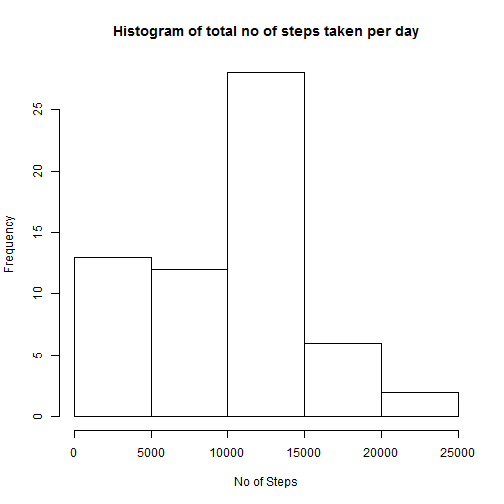 Histogram of total no of steps taken per day
Frequency
25
20
15
10
5
0
0 5000 10000 15000 20000 25000
No of Steps